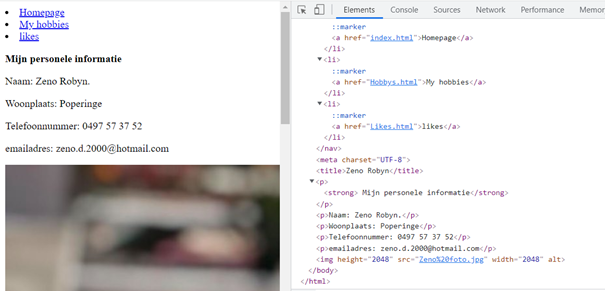 Homepage
My hobbies
likes
Mijn personele informatie
Naam: Zeno Robyn.
Woonplaats: Poperinge
Telefoonnummer: 0497 57 37 52
emailadres: zeno.d.2000@hotmail.com
Elements Console Sources Network Performance Memor
::marker
<a href="index.html">Homepage</a>
</li>
<li>
::marker
<a href="Hobbys.html">My hobbies</a>
</li>
<li>
::marker
<a href="Likes.html">likes</a>
</li>
</nav>
<meta charset="UTF-8">
<title>Zeno Robyn</title>
<p>
<strong> Mijn personele informatie</strong>
</p>
<p>Naam: Zeno Robyn.</p>
<p>Woonplaats: Poperinge</p>
<p>Telefoonnummer: 0497 57 37 52</p>
<p>emailadres: zeno.d.2000@hotmail.com</p>
<img height="2048" src="Zeno%20foto.jpg" width="2048" alt>
</body>
</html>